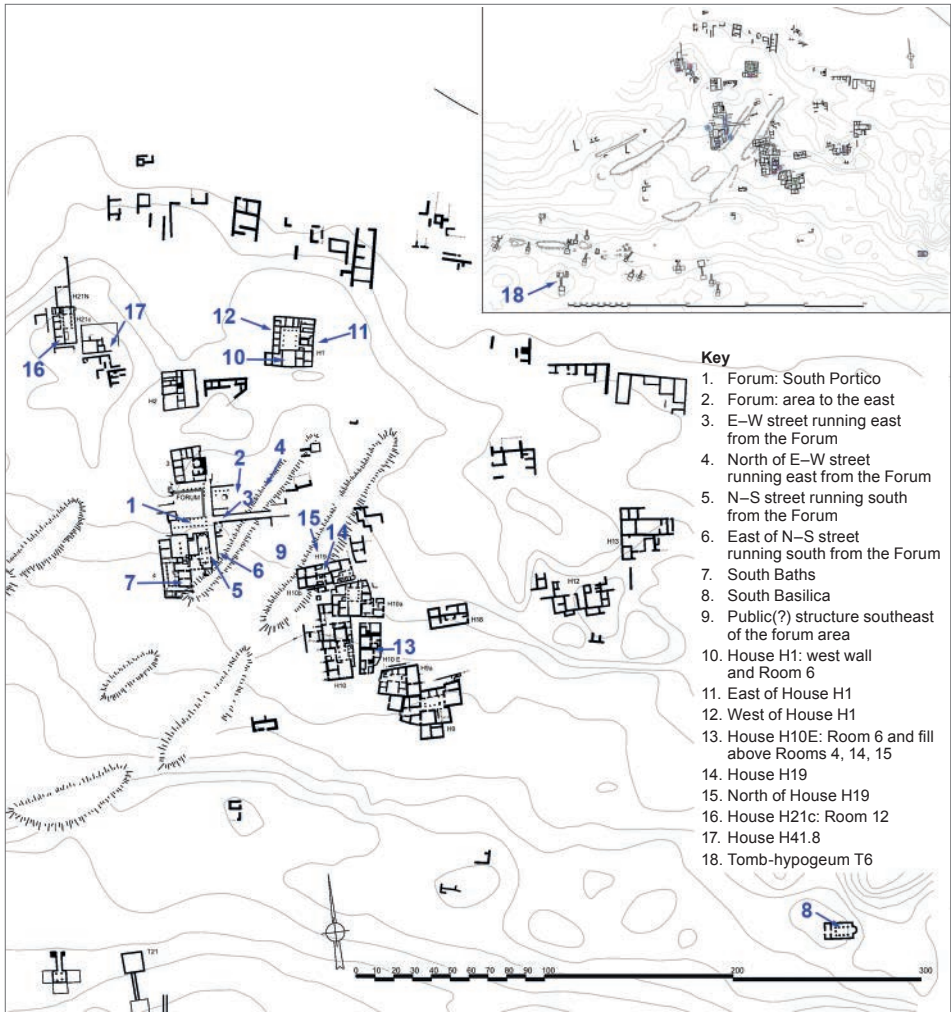 18
17
16
H21N
H21c
12
11
10
H1
H2
4
2
3
FORUM
1
15
9
14
H19
6
5
7
H10b
H10a
H38
H12
H13
13
H10 E
H10
H9a
H9
8
T21
0 10 20 30 40 50 60 70 80 90 100 200 300
Key
1. Forum: South Portico
2. Forum: area to the east
3. E–W street running east
from the Forum
4. North of E–W street
running east from the Forum
5. N–S street running south
from the Forum
6. East of N–S street
running south from the Forum
7. South Baths
8. South Basilica
9. Public(?) structure southeast
of the forum area
10. House H1: west wall
and Room 6
11. East of House H1
12. West of House H1
13. House H10E: Room 6 and fill
above Rooms 4, 14, 15
14. House H19
15. North of House H19
16. House H21c: Room 12
17. House H41.8
18. Tomb-hypogeum T6